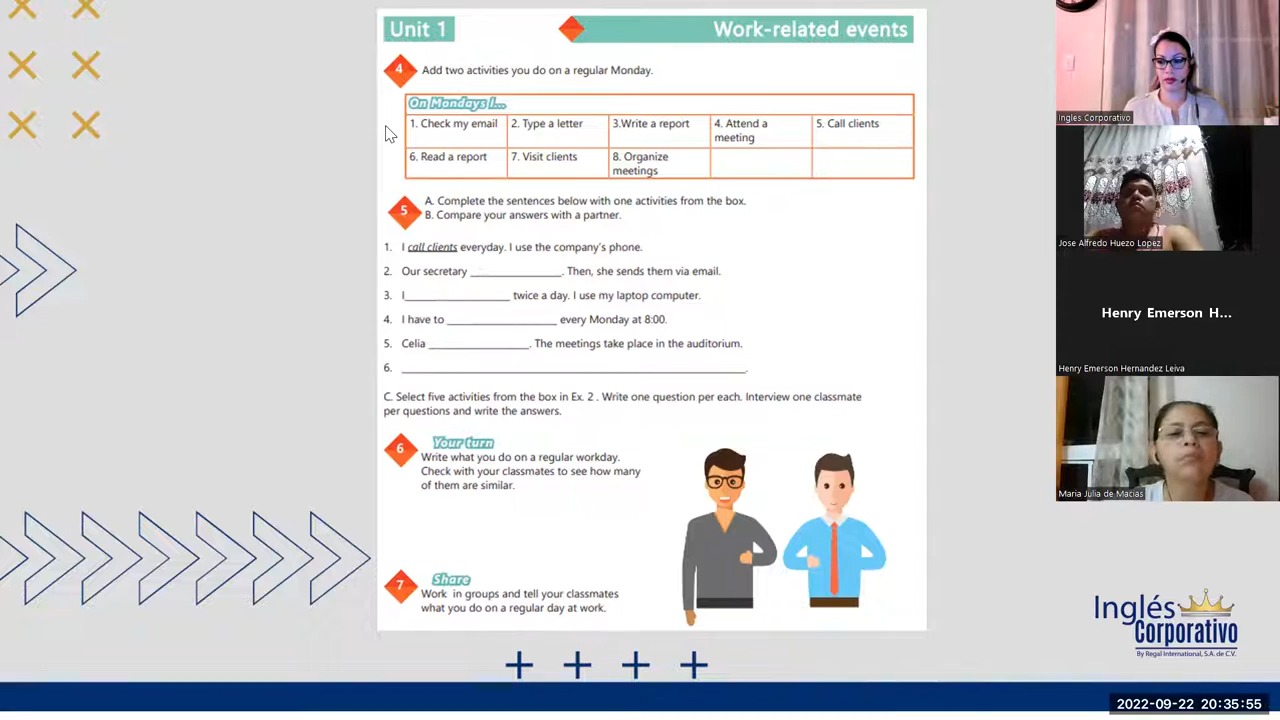 Unit 1
Work-related events
4
Add two activities you do on a regular Monday.
On Mondays I...
1. Check my email
2. Type a letter
3.Write a report
4. Attend a
meeting
5. Call clients
6. Read a report
7. Visit clients
8. Organize
meetings
5
A. Complete the sentences below with one activities from the box.
B. Compare your answers with a partner.
1. I call clients everyday. I use the company's phone.
2. Our secretary ______________. Then, she sends them via email.
3. I________________ twice a day. I use my laptop computer.
4. I have to _________________ every Monday at 8:00.
5. Celia ________________. The meetings take place in the auditorium.
6. ______________________________________________________.
C. Select five activities from the box in Ex. 2 . Write one question per each. Interview one classmate
per questions and write the answers.
6
Your turn
Write what you do on a regular workday.
Check with your classmates to see how many
of them are similar.
7
Share
Work in groups and tell your classmates
what you do on a regular day at work.
Ingles Corporativo
Jose Alfredo Huezo Lopez
Henry Emerson H...
Henry Emerson Hernandez Leiva
Maria Julia de Macias
Inglés
Corporativo
By Regal International, S.A. de C.V.
2022-09-22 20:35:55